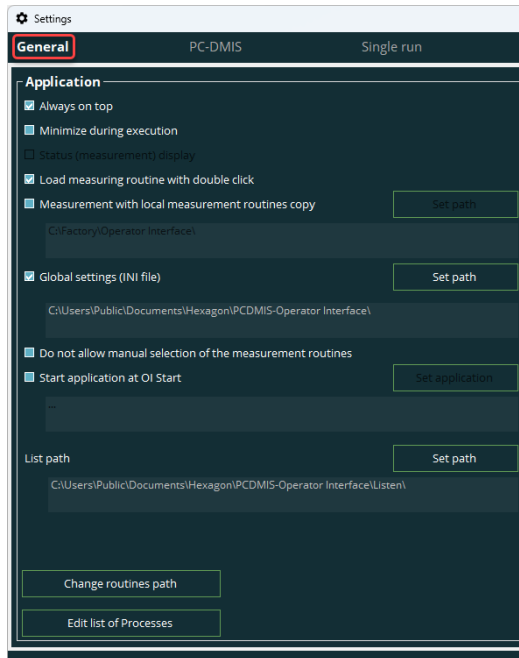 Settings
General PC-DMIS Single run
Application
Always on top
Minimize during execution
Status (measurement) display
Load measuring routine with double click
Measurement with local measurement routines copy Set path
C:\Factory\Operator Interface\
Global settings (INI file) Set path
C:\Users\Public\Documents\Hexagon\PCDMIS-Operator Interface\
Do not allow manual selection of the measurement routines
Start application at OI Start Set application
...
List path Set path
C:\Users\Public\Documents\Hexagon\PCDMIS-Operator Interface\Listen\
Change routines path
Edit list of Processes